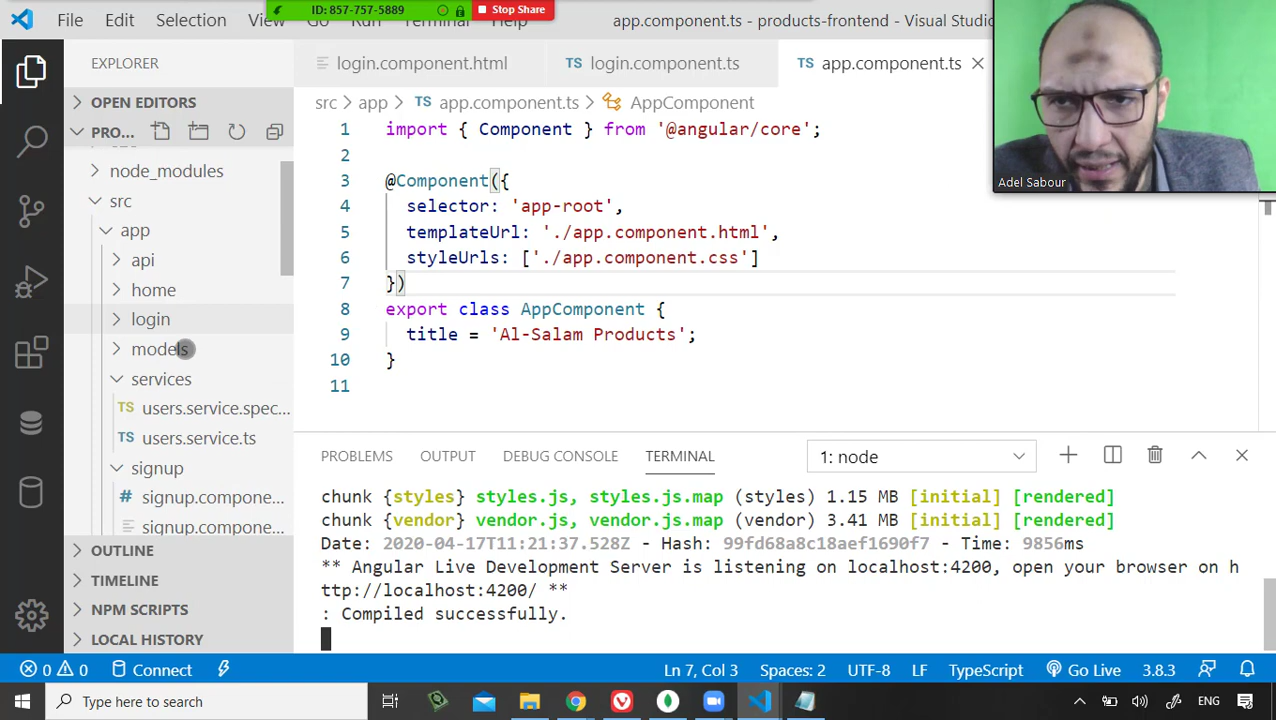 File Edit Selection View Go Run Terminal Help
ID: 857-757-5889
Stop Share
app.component.ts - products-frontend - Visual Studio
Adel Sabour
EXPLORER
OPEN EDITORS
PRO...
node_modules
src
app
api
home
login
models
services
TS users.service.spec...
TS users.service.ts
signup
# signup.compone...
signup.compone...
OUTLINE
TIMELINE
NPM SCRIPTS
LOCAL HISTORY
login.component.html
TS login.component.ts
TS app.component.ts
src > app > TS app.component.ts > AppComponent
1 import { Component } from '@angular/core';
2
3 @Component({
4 selector: 'app-root',
5 templateUrl: './app.component.html',
6 styleUrls: ['./app.component.css']
7 })
8 export class AppComponent {
9 title = 'Al-Salam Products';
10 }
11
PROBLEMS OUTPUT DEBUG CONSOLE TERMINAL 1: node
chunk {styles} styles.js, styles.js.map (styles) 1.15 MB [initial] [rendered]
chunk {vendor} vendor.js, vendor.js.map (vendor) 3.41 MB [initial] [rendered]
Date: 2020-04-17T11:21:37.528Z - Hash: 99fd68a8c18aef1690f7 - Time: 9856ms
** Angular Live Development Server is listening on localhost:4200, open your browser on h
ttp://localhost:4200/ **
: Compiled successfully.
0 0 Connect Ln 7, Col 3 Spaces: 2 UTF-8 LF TypeScript Go Live 3.8.3
Type here to search
ENG